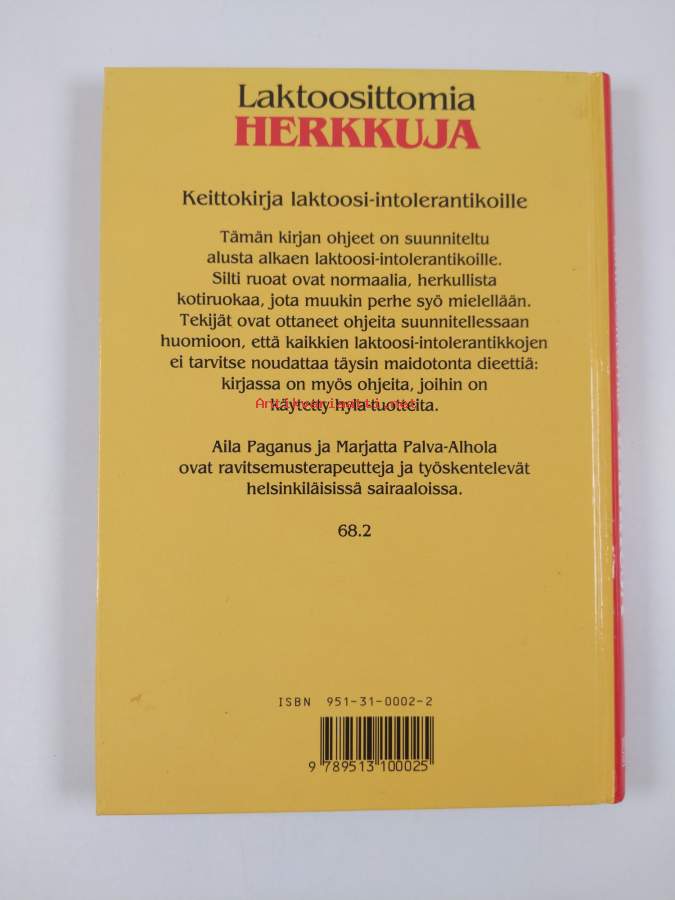 Laktoosittomia
HERKKUJA
Keittokirja laktoosi-intolerantikoille
Tämän kirjan ohjeet on suunniteltu
alusta alkaen laktoosi-intolerantikoille.
Silti ruoat ovat normaalia, herkullista
kotiruokaa, jota muukin perhe syö mielellään.
Tekijät ovat ottaneet ohjeita suunnitellessaan
huomioon, että kaikkien laktoosi-intolerantikkojen
ei tarvitse noudattaa täysin maidotonta dieettiä:
kirjassa on myös ohjeita, joihin on
Antikvariaatti.net
käytetty hyla-tuotteita.
Aila Paganus ja Marjatta Palva-Alhola
ovat ravitsemusterapeutteja ja työskentelevät
helsinkiläisissä sairaaloissa.
68.2
ISBN 951-31-0002-2
9 789513 100025